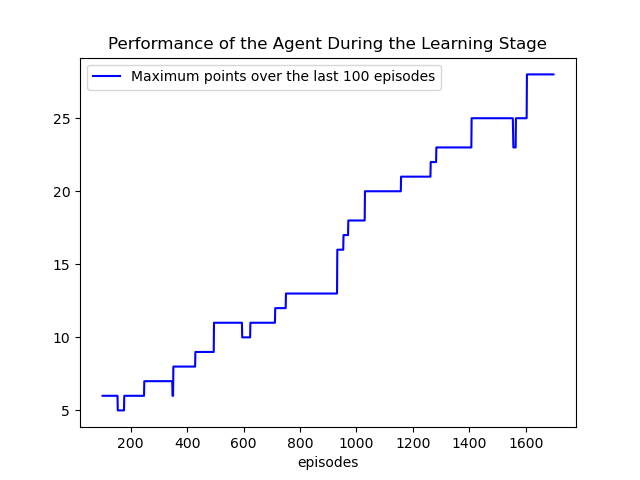 Performance of the Agent During the Learning Stage
Maximum points over the last 100 episodes
25
20
15
10
5
200 400 600 800 1000 1200 1400 1600
episodes